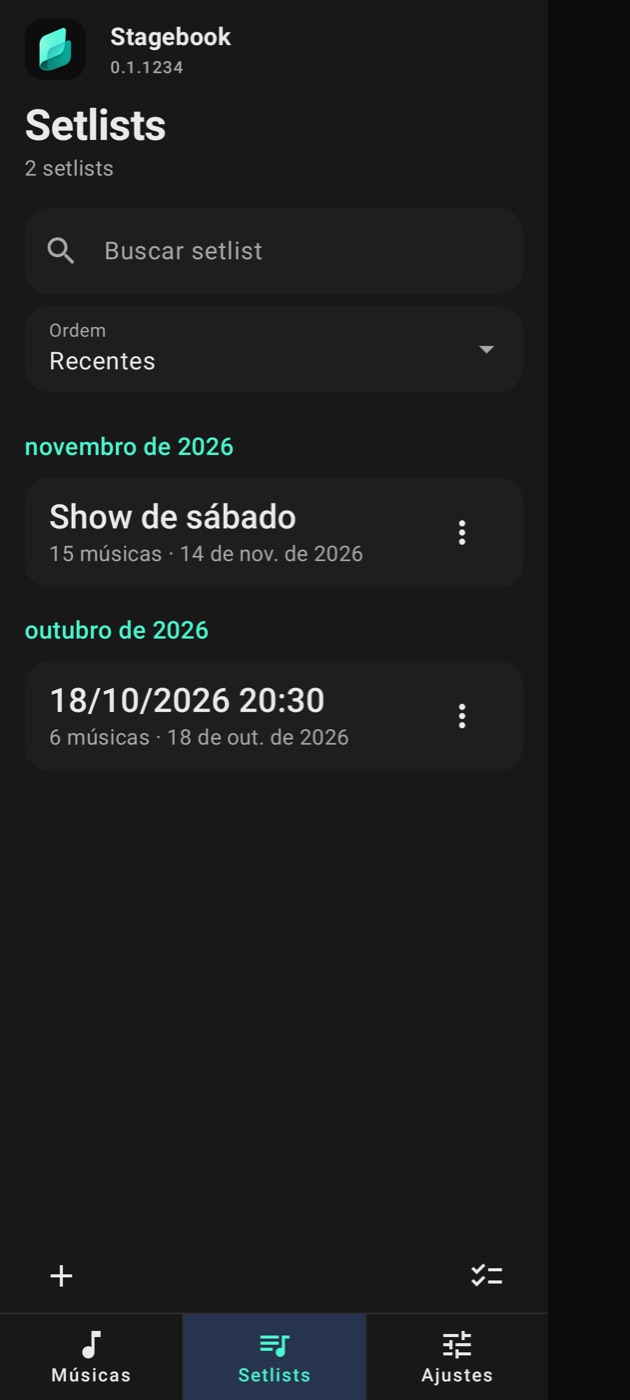 Stagebook
0.1.1234
Setlists
2 setlists
Buscar setlist
Ordem
Recentes
novembro de 2026
Show de sábado
15 músicas · 14 de nov. de 2026
outubro de 2026
18/10/2026 20:30
6 músicas · 18 de out. de 2026
Músicas
Setlists
Ajustes